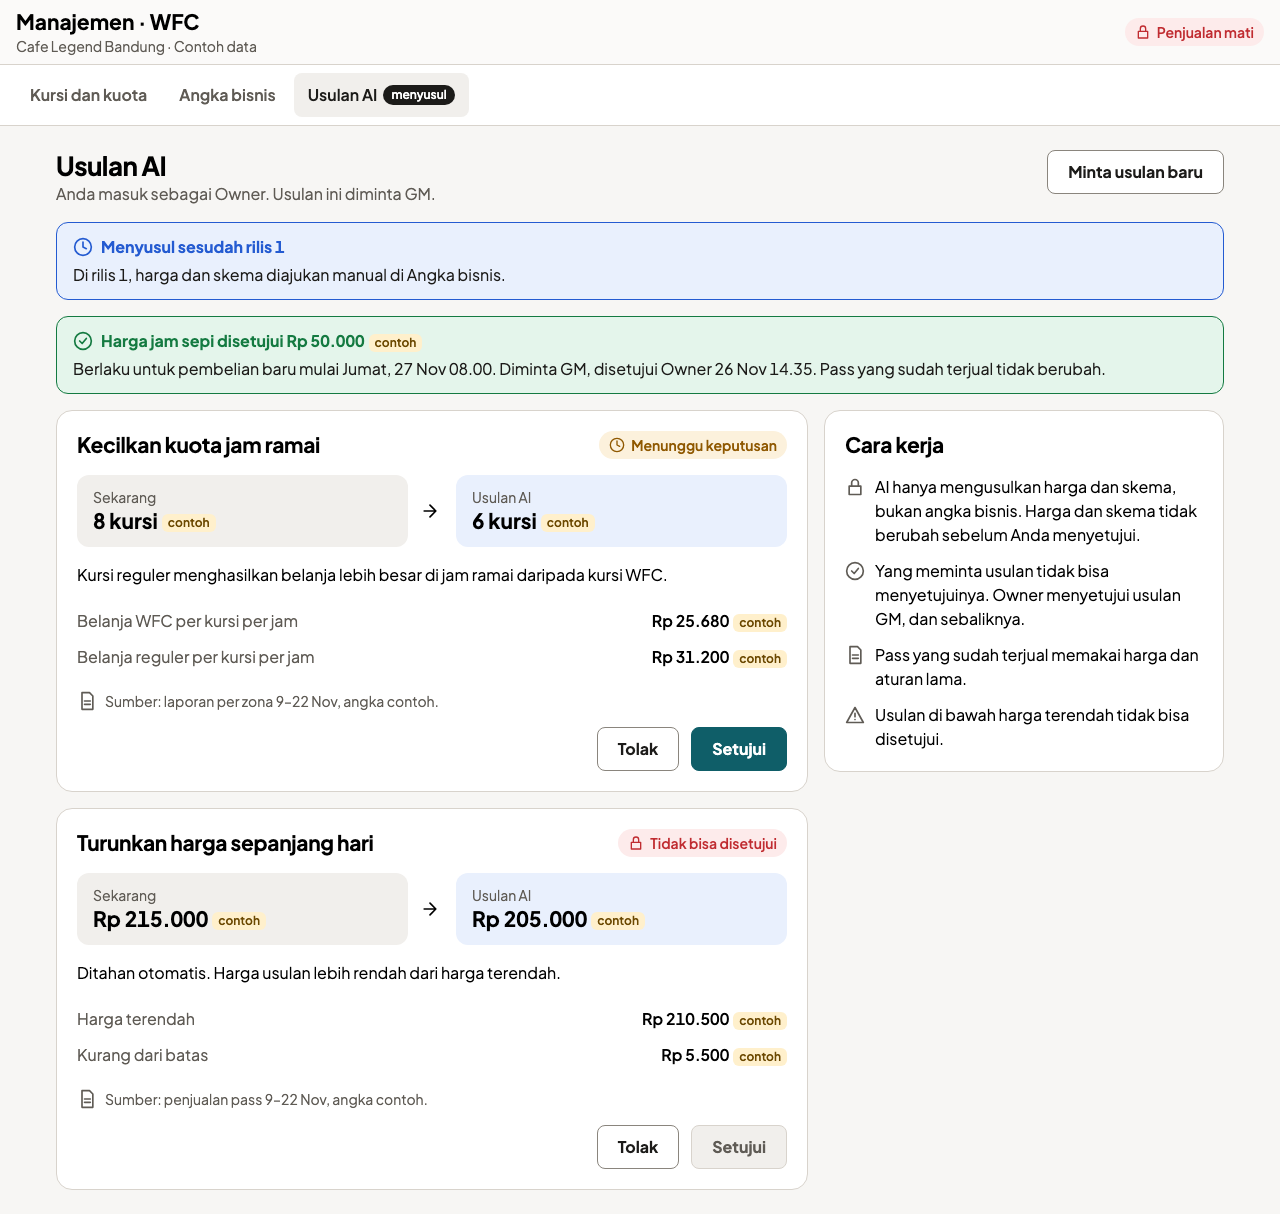 Manajemen · WFC
Cafe Legend Bandung · Contoh data
Penjualan mati
Kursi dan kuota
Angka bisnis
Usulan AI menyusul
Usulan AI
Anda masuk sebagai Owner. Usulan ini diminta GM.
Minta usulan baru
Menyusul sesudah rilis 1
Di rilis 1, harga dan skema diajukan manual di Angka bisnis.
Harga jam sepi disetujui Rp 50.000 contoh
Berlaku untuk pembelian baru mulai Jumat, 27 Nov 08.00. Diminta GM, disetujui Owner 26 Nov 14.35. Pass yang sudah terjual tidak berubah.
Kecilkan kuota jam ramai
Menunggu keputusan
Sekarang
8 kursi contoh
Usulan AI
6 kursi contoh
Kursi reguler menghasilkan belanja lebih besar di jam ramai daripada kursi WFC.
Belanja WFC per kursi per jam
Rp 25.680 contoh
Belanja reguler per kursi per jam
Rp 31.200 contoh
Sumber: laporan per zona 9–22 Nov, angka contoh.
Tolak
Setujui
Cara kerja
AI hanya mengusulkan harga dan skema,
bukan angka bisnis. Harga dan skema tidak
berubah sebelum Anda menyetujui.
Yang meminta usulan tidak bisa
menyetujuinya. Owner menyetujui usulan
GM, dan sebaliknya.
Pass yang sudah terjual memakai harga dan
aturan lama.
Usulan di bawah harga terendah tidak bisa
disetujui.
Turunkan harga sepanjang hari
Tidak bisa disetujui
Sekarang
Rp 215.000 contoh
Usulan AI
Rp 205.000 contoh
Ditahan otomatis. Harga usulan lebih rendah dari harga terendah.
Harga terendah
Rp 210.500 contoh
Kurang dari batas
Rp 5.500 contoh
Sumber: penjualan pass 9–22 Nov, angka contoh.
Tolak
Setujui